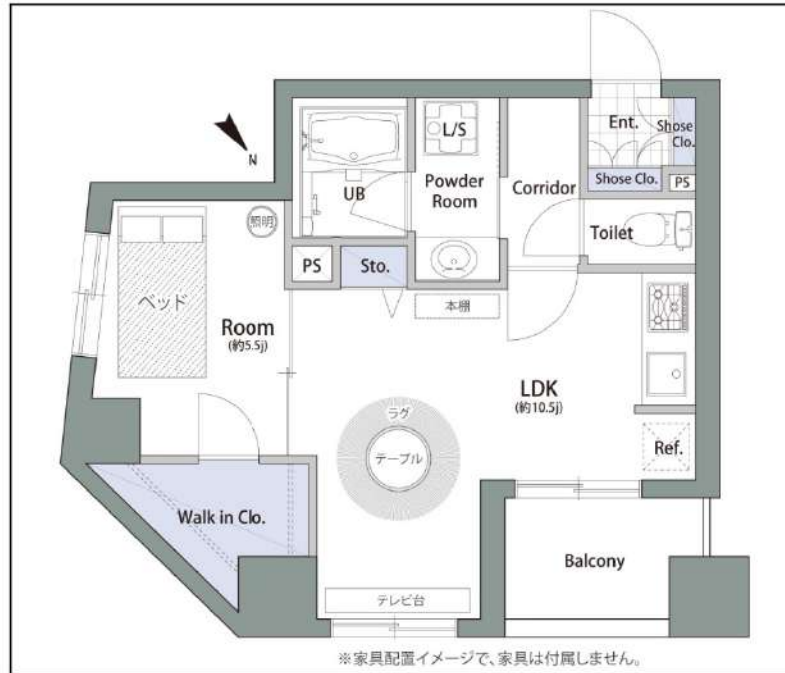 Ent.
Shose
Clo.
L/S
Shose Clo.
PS
UB
Powder
Room
Corridor
Toilet
N
照明
PS
Sto.
本棚
ベッド
Room
(約5.5j)
LDK
(約10.5j)
ラグ
テーブル
Ref.
Walk in Clo.
Balcony
テレビ台
※家具配置イメージで、家具は付属しません。